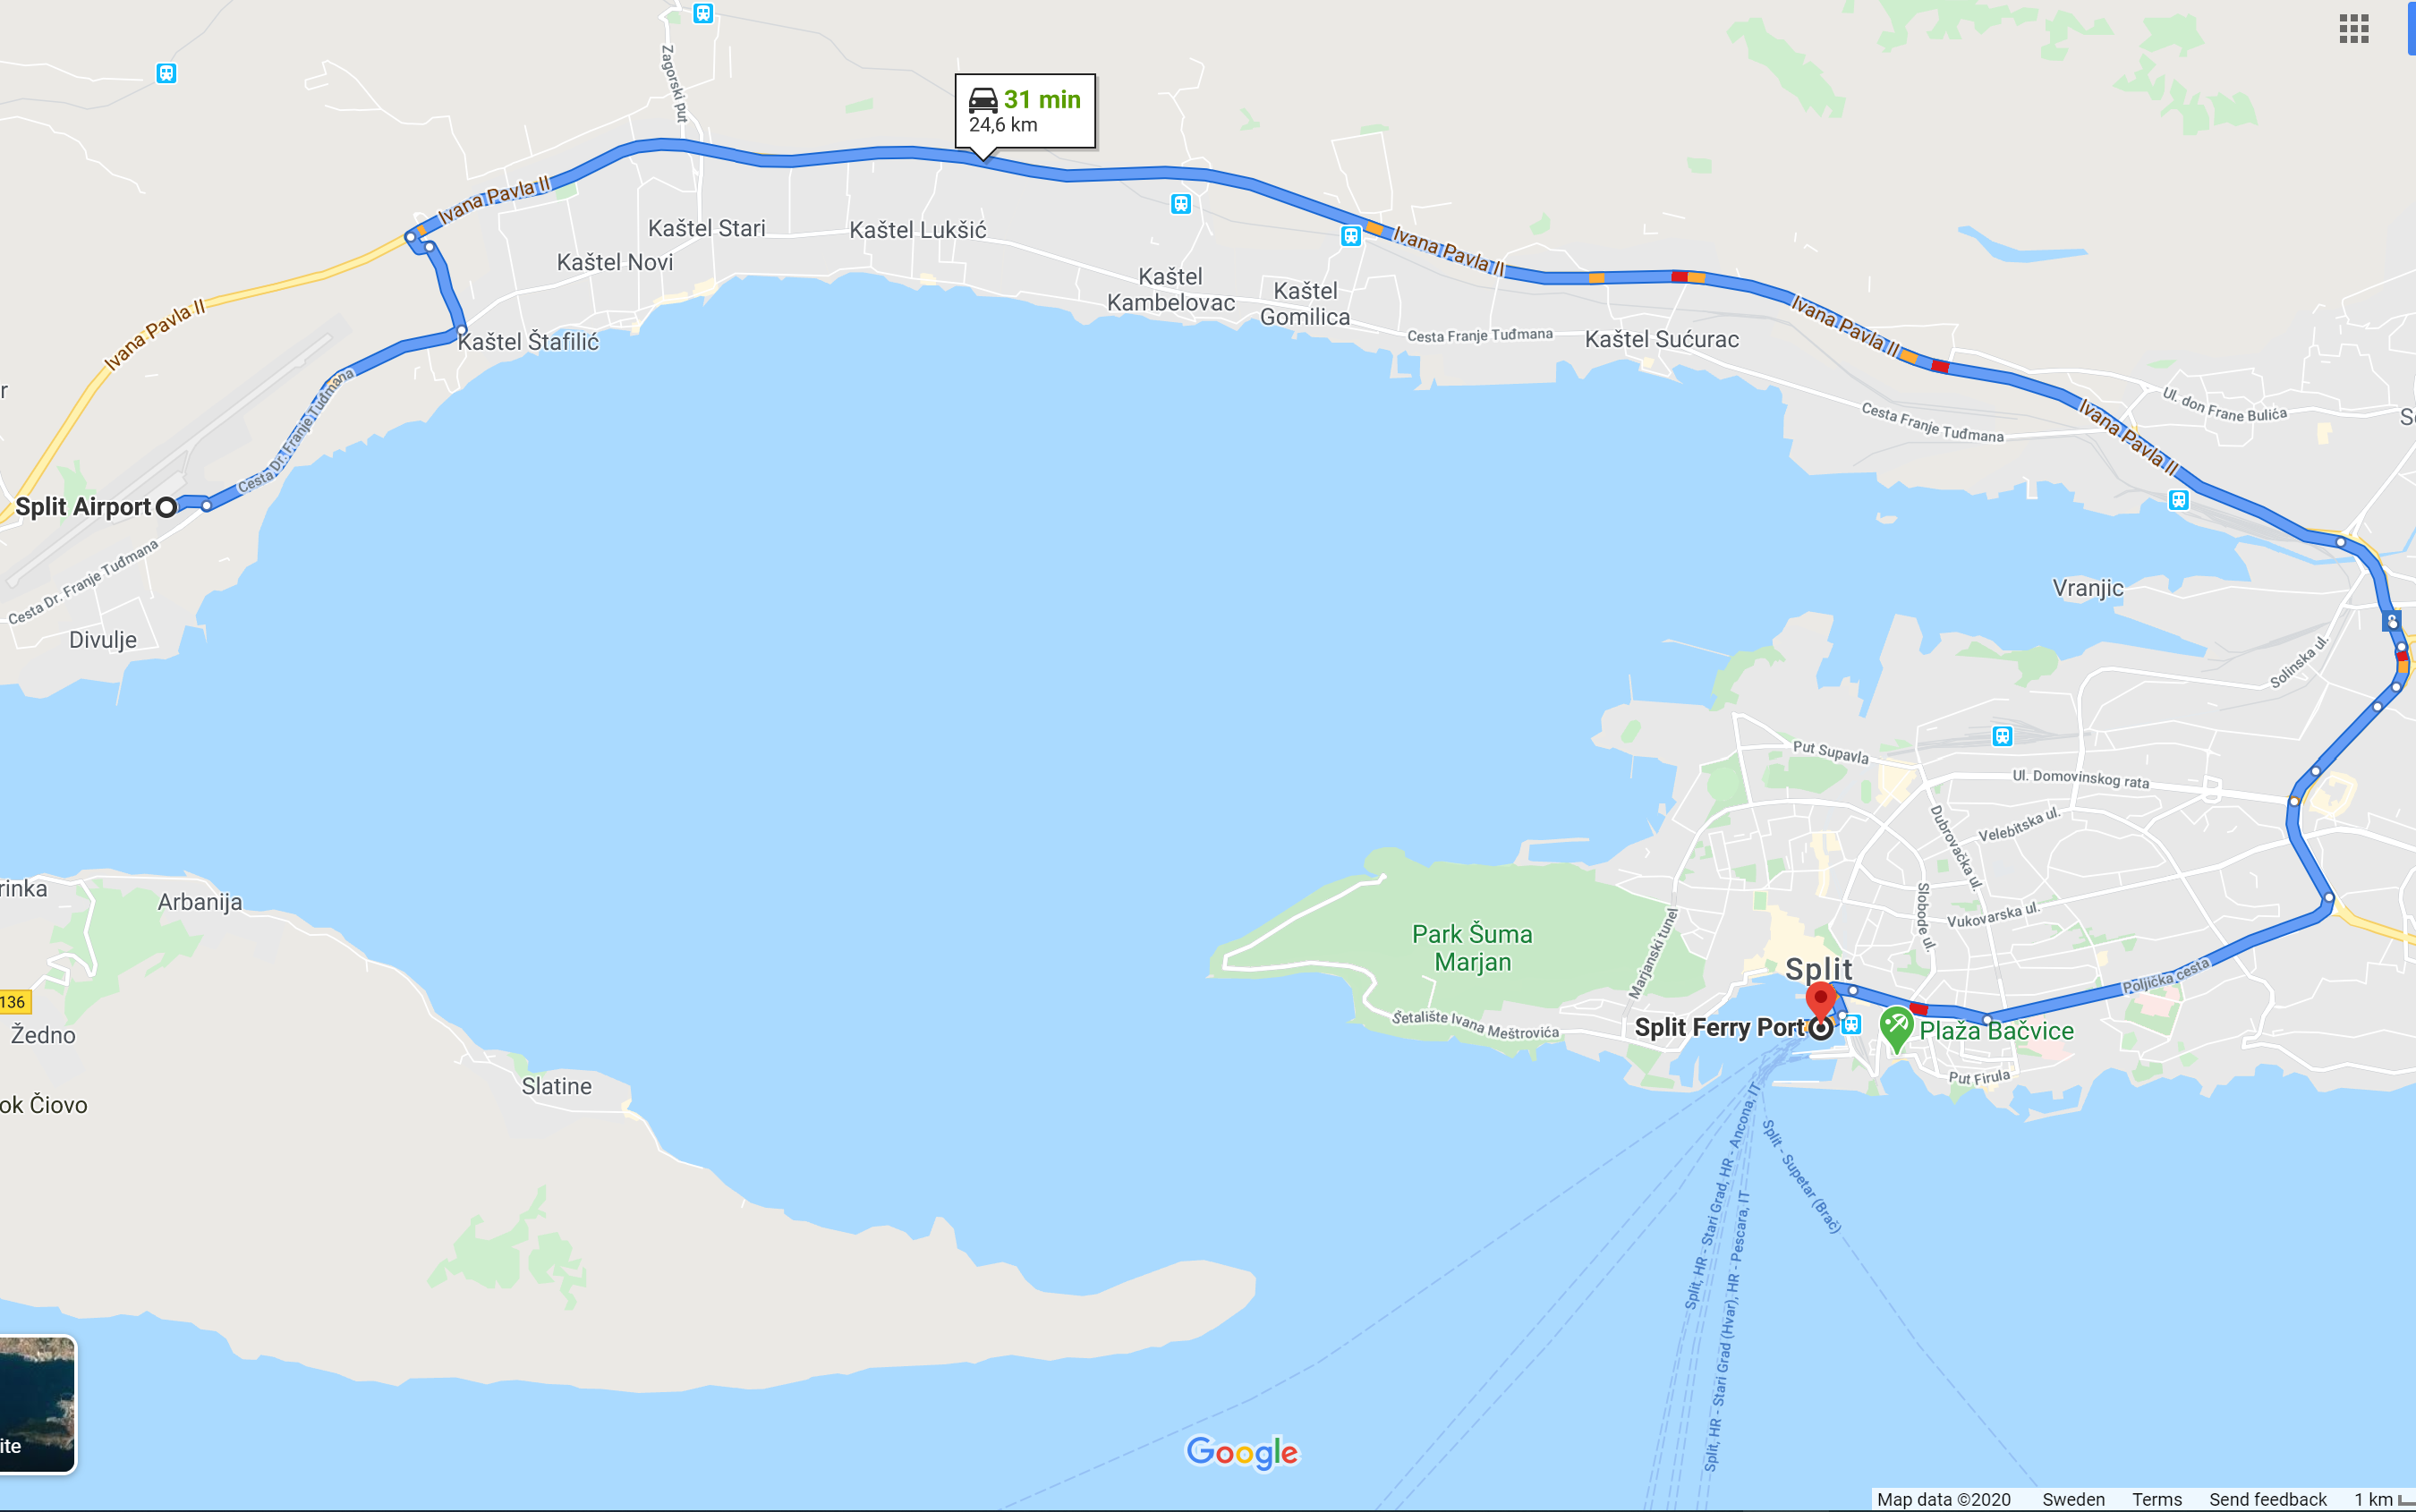 Zagorski put
31 min
24,6 km
Ivana Pavla II
Kaštel Stari
Kaštel Lukšić
Kaštel Novi
Ivana Pavla II
Kaštel
Kambelovac
Kaštel
Gomilica
Ivana Pavla II
Ivana Pavla II
Kaštel Štafilić
Cesta Franje Tuđmana
Kaštel Sućurac
Ivana Pavla II
Cesta Dr. Franje Tuđmana
Ul. don Frane Bulića
Cesta Franje Tuđmana
Ivana Pavla II
Split Airport
Cesta Dr. Franje Tuđmana
Divulje
Vranjic
Solinska ul.
Put Supavla
Ul. Domovinskog rata
Velebitska ul.
Dubrovačka ul.
rinka
Arbanija
Slobode ul.
Vukovarska ul.
Park Šuma
Marjan
Marjanski tunel
Split
Poljička cesta
136
Žedno
Šetalište Ivana Meštrovića
Split Ferry Port
Plaža Bačvice
Put Firula
Slatine
ok Čiovo
Split, HR - Stari Grad, HR - Ancona, IT
Split - Supetar (Brač)
Split, HR - Stari Grad (Hvar), HR - Pescara, IT
ite
Google
Map data ©2020 Sweden Terms Send feedback 1 km